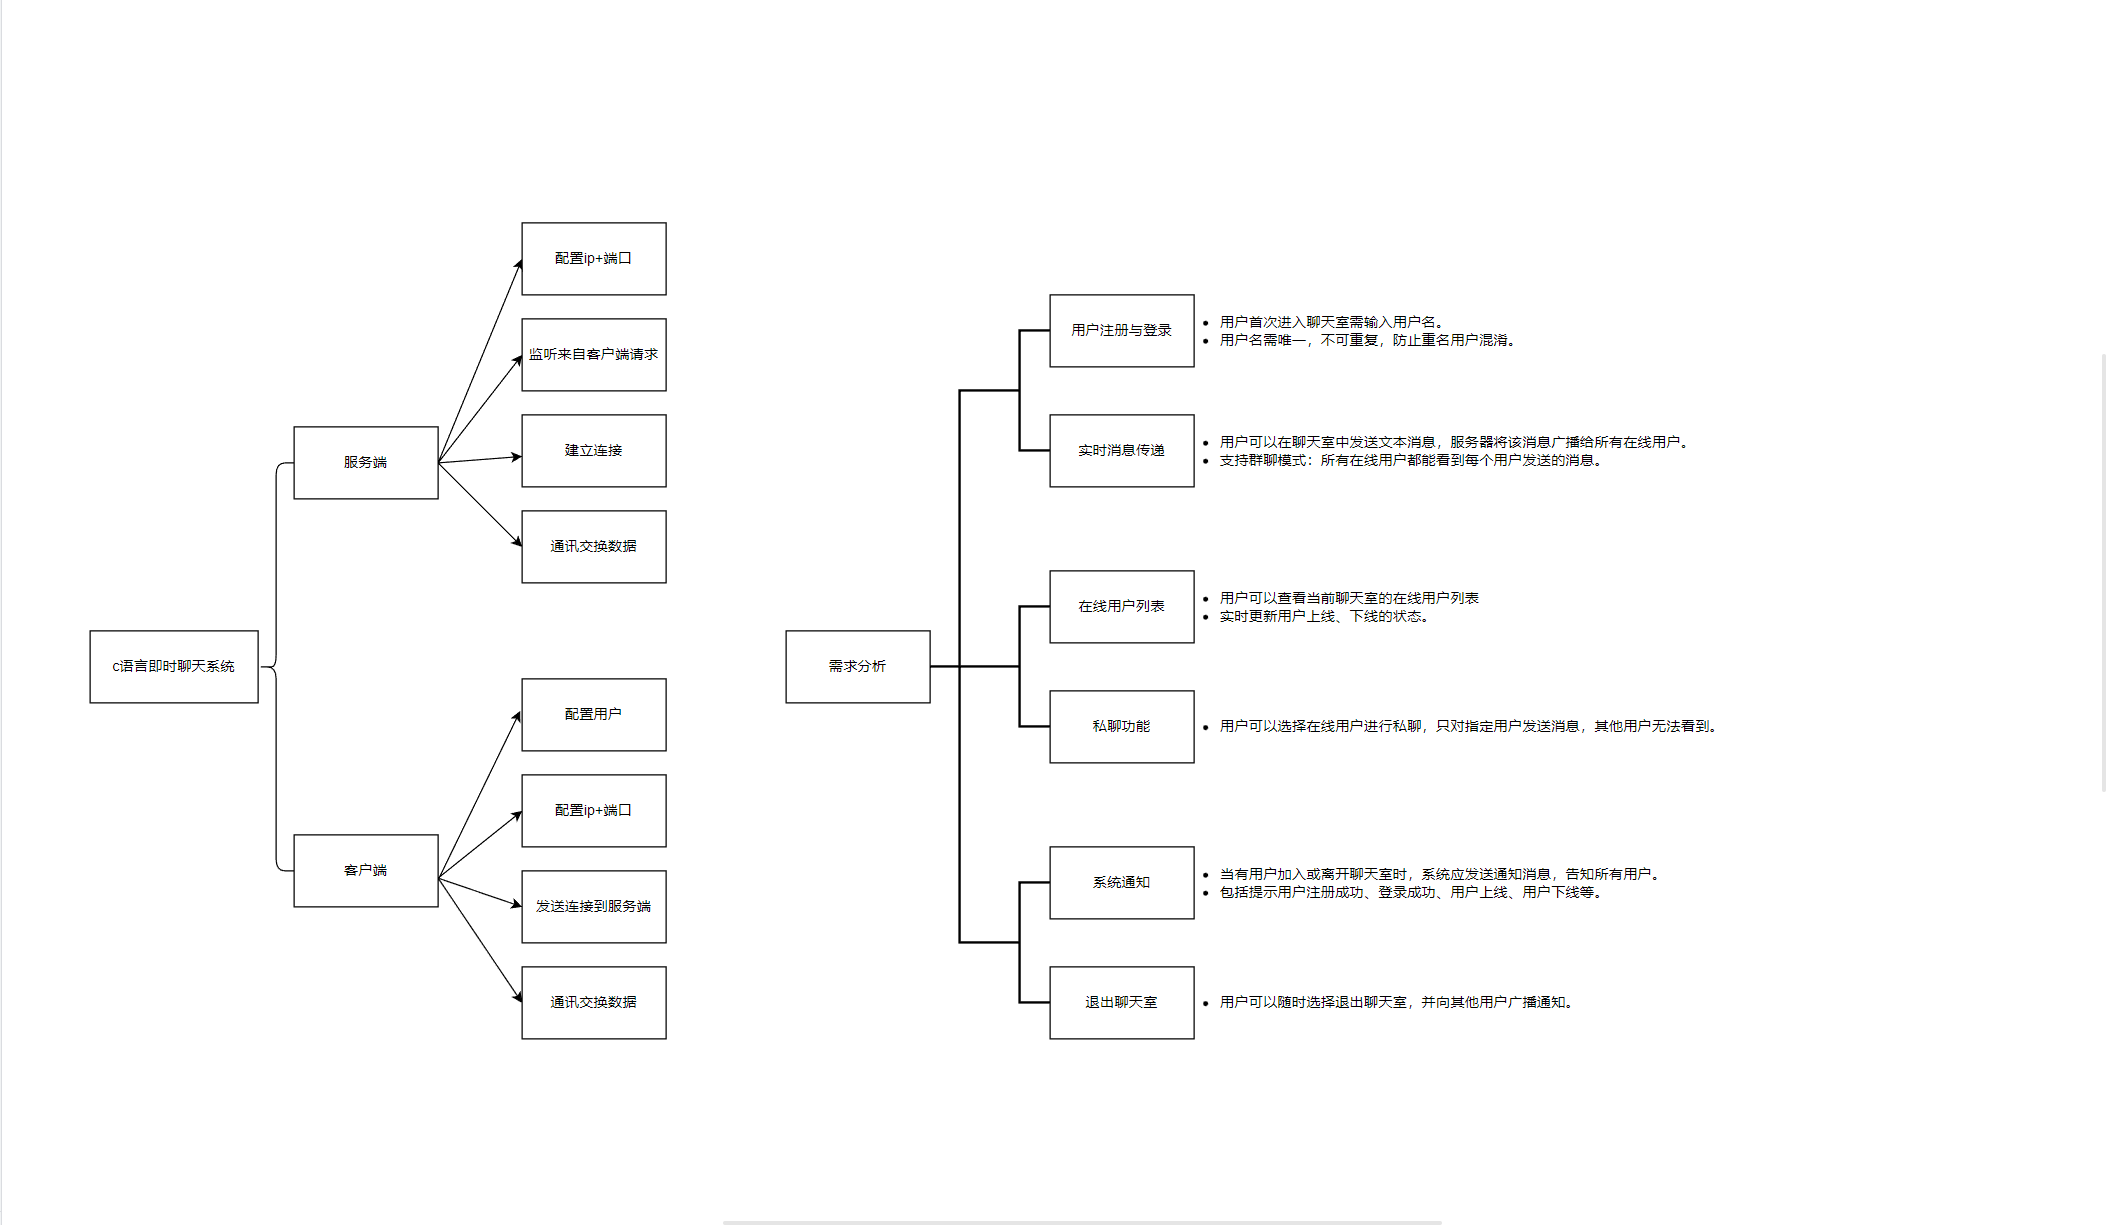 c语言即时聊天系统
服务端
配置ip+端口
监听来自客户端请求
建立连接
通讯交换数据
客户端
配置用户
配置ip+端口
发送连接到服务端
通讯交换数据
需求分析
用户注册与登录
用户首次进入聊天室需输入用户名。
用户名需唯一，不可重复，防止重名用户混淆。
实时消息传递
用户可以在聊天室中发送文本消息，服务器将该消息广播给所有在线用户。
支持群聊模式：所有在线用户都能看到每个用户发送的消息。
在线用户列表
用户可以查看当前聊天室的在线用户列表
实时更新用户上线、下线的状态。
私聊功能
用户可以选择在线用户进行私聊，只对指定用户发送消息，其他用户无法看到。
系统通知
当有用户加入或离开聊天室时，系统应发送通知消息，告知所有用户。
包括提示用户注册成功、登录成功、用户上线、用户下线等。
退出聊天室
用户可以随时选择退出聊天室，并向其他用户广播通知。